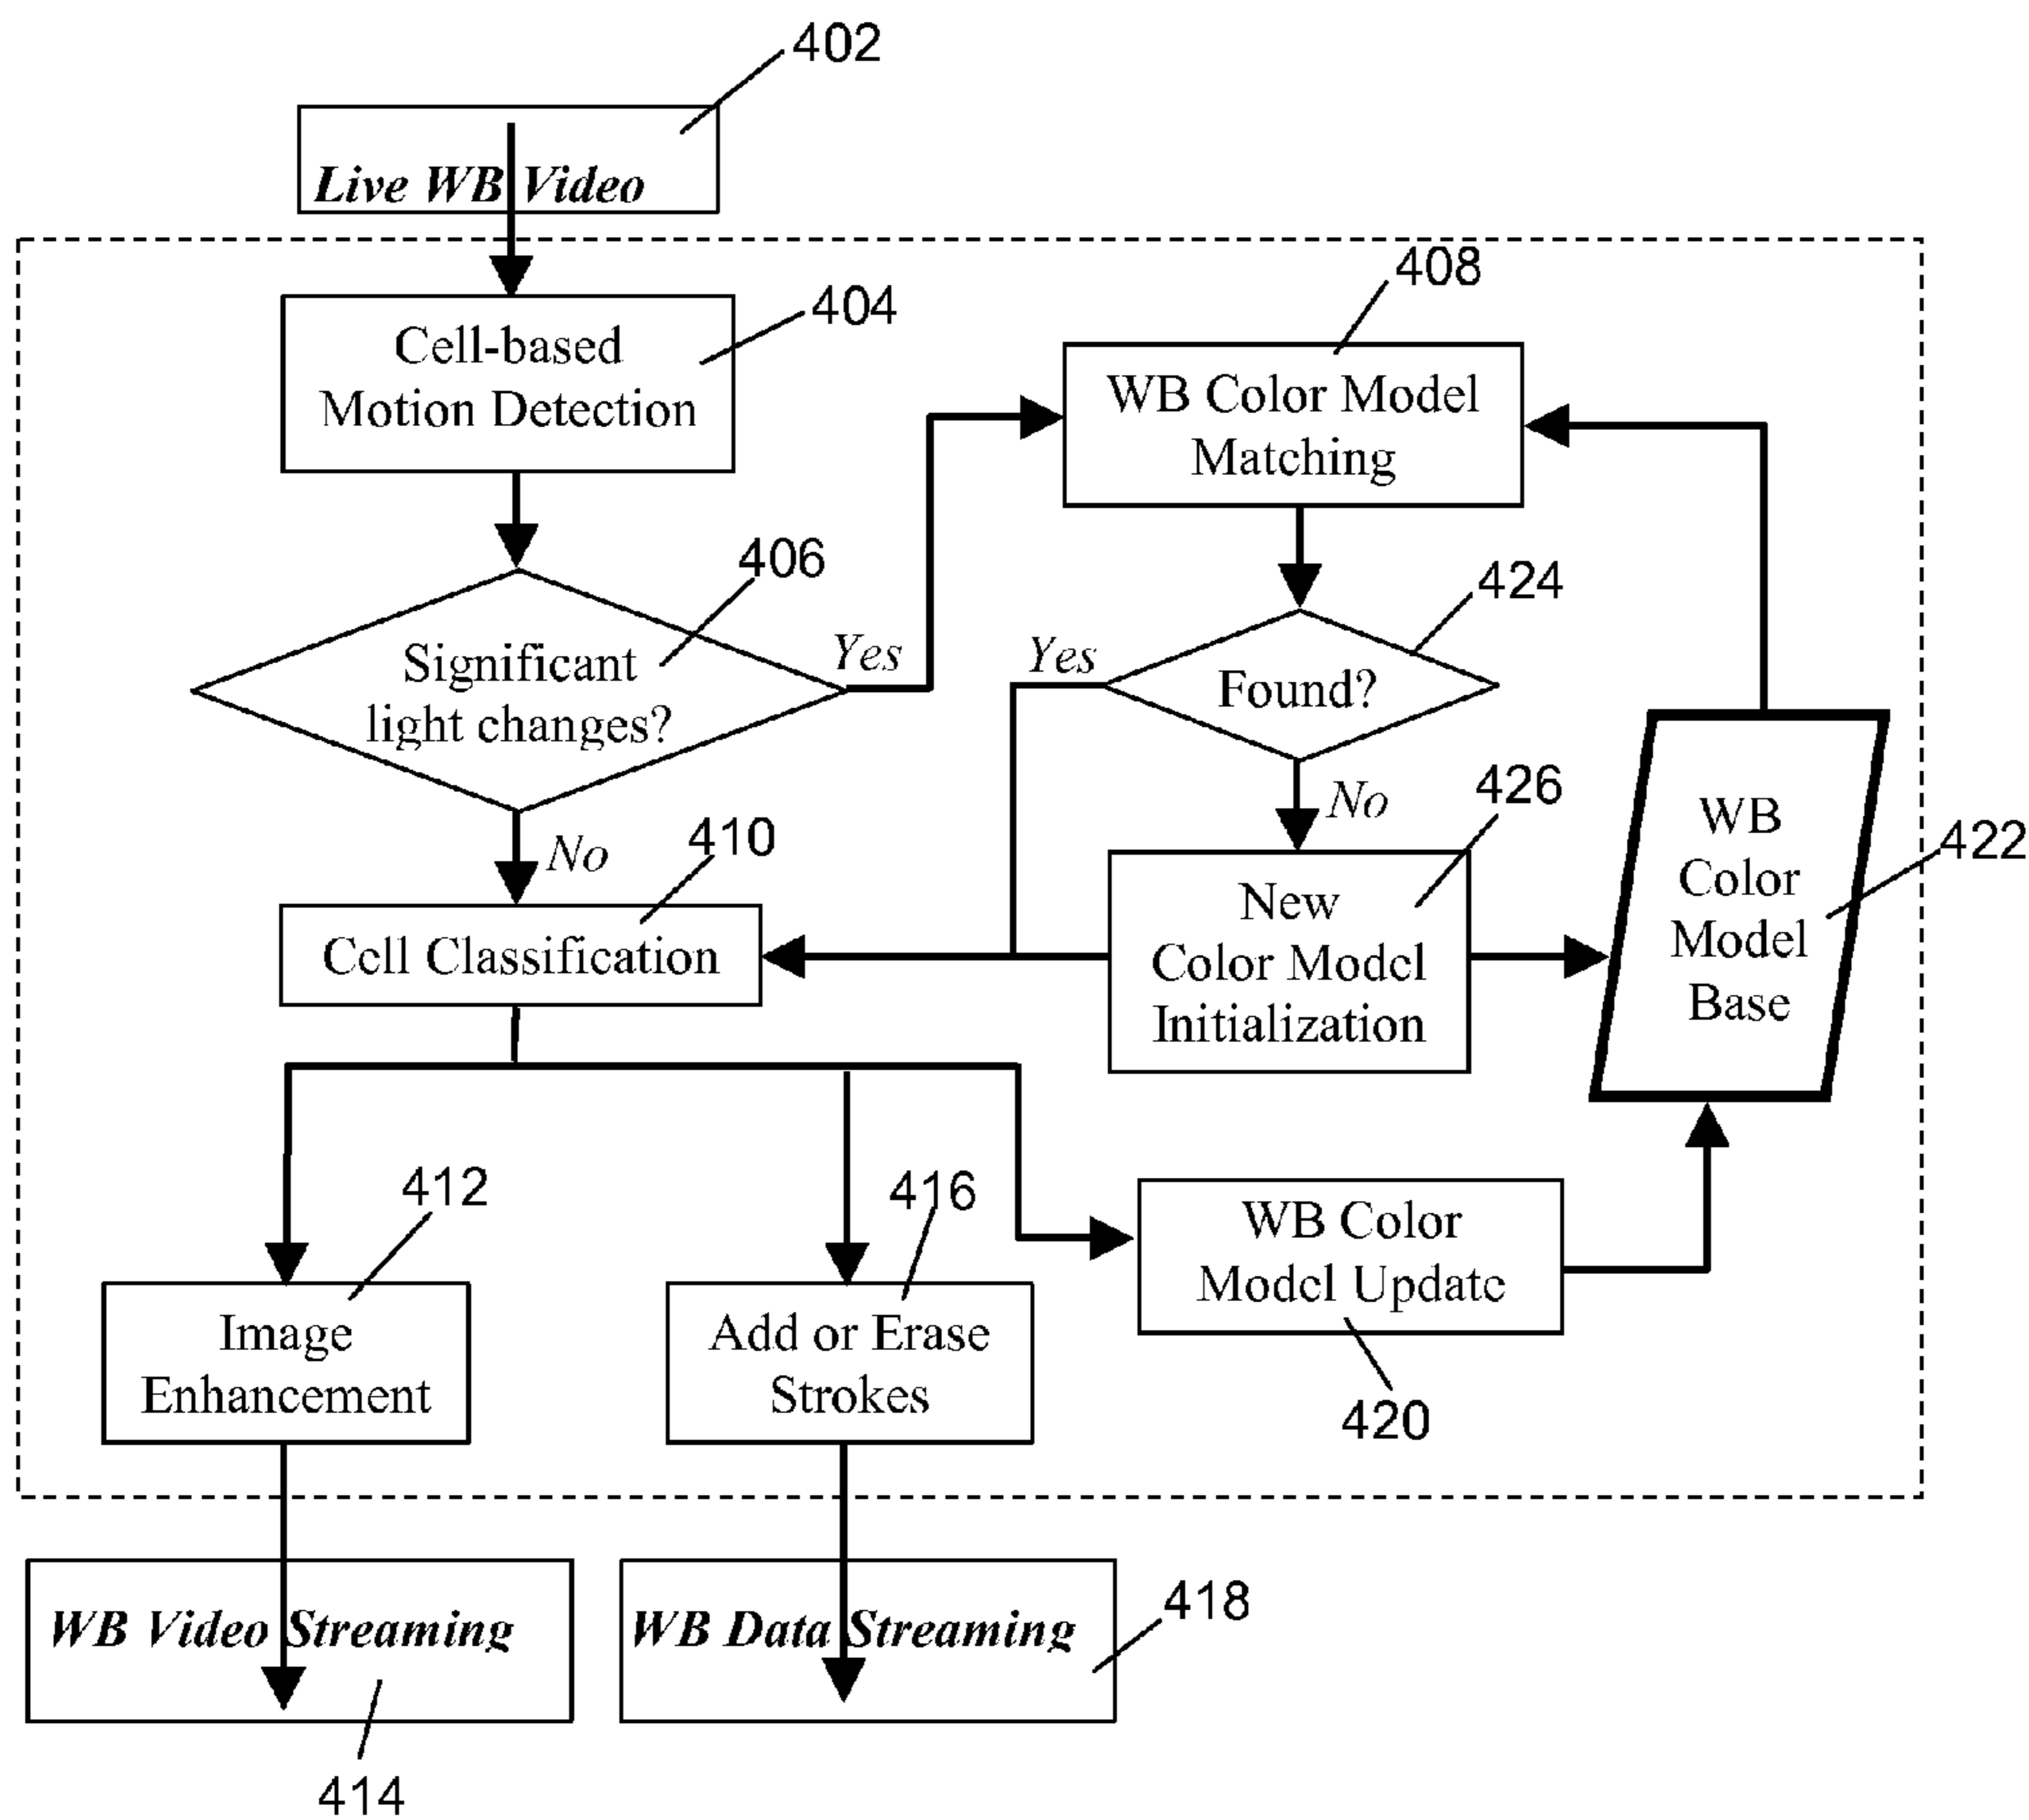 402
Live WB Video
404
Cell-based
Motion Detection
408
WB Color Model
Matching
406
Significant
light changes?
Yes
424
Yes
Found?
No
410
No
Cell Classification
426
New
Color Model
Initialization
WB
Color
Model
Base
422
412
Image
Enhancement
416
Add or Erase
Strokes
WB Color
Model Update
420
WB Video Streaming
414
WB Data Streaming
418